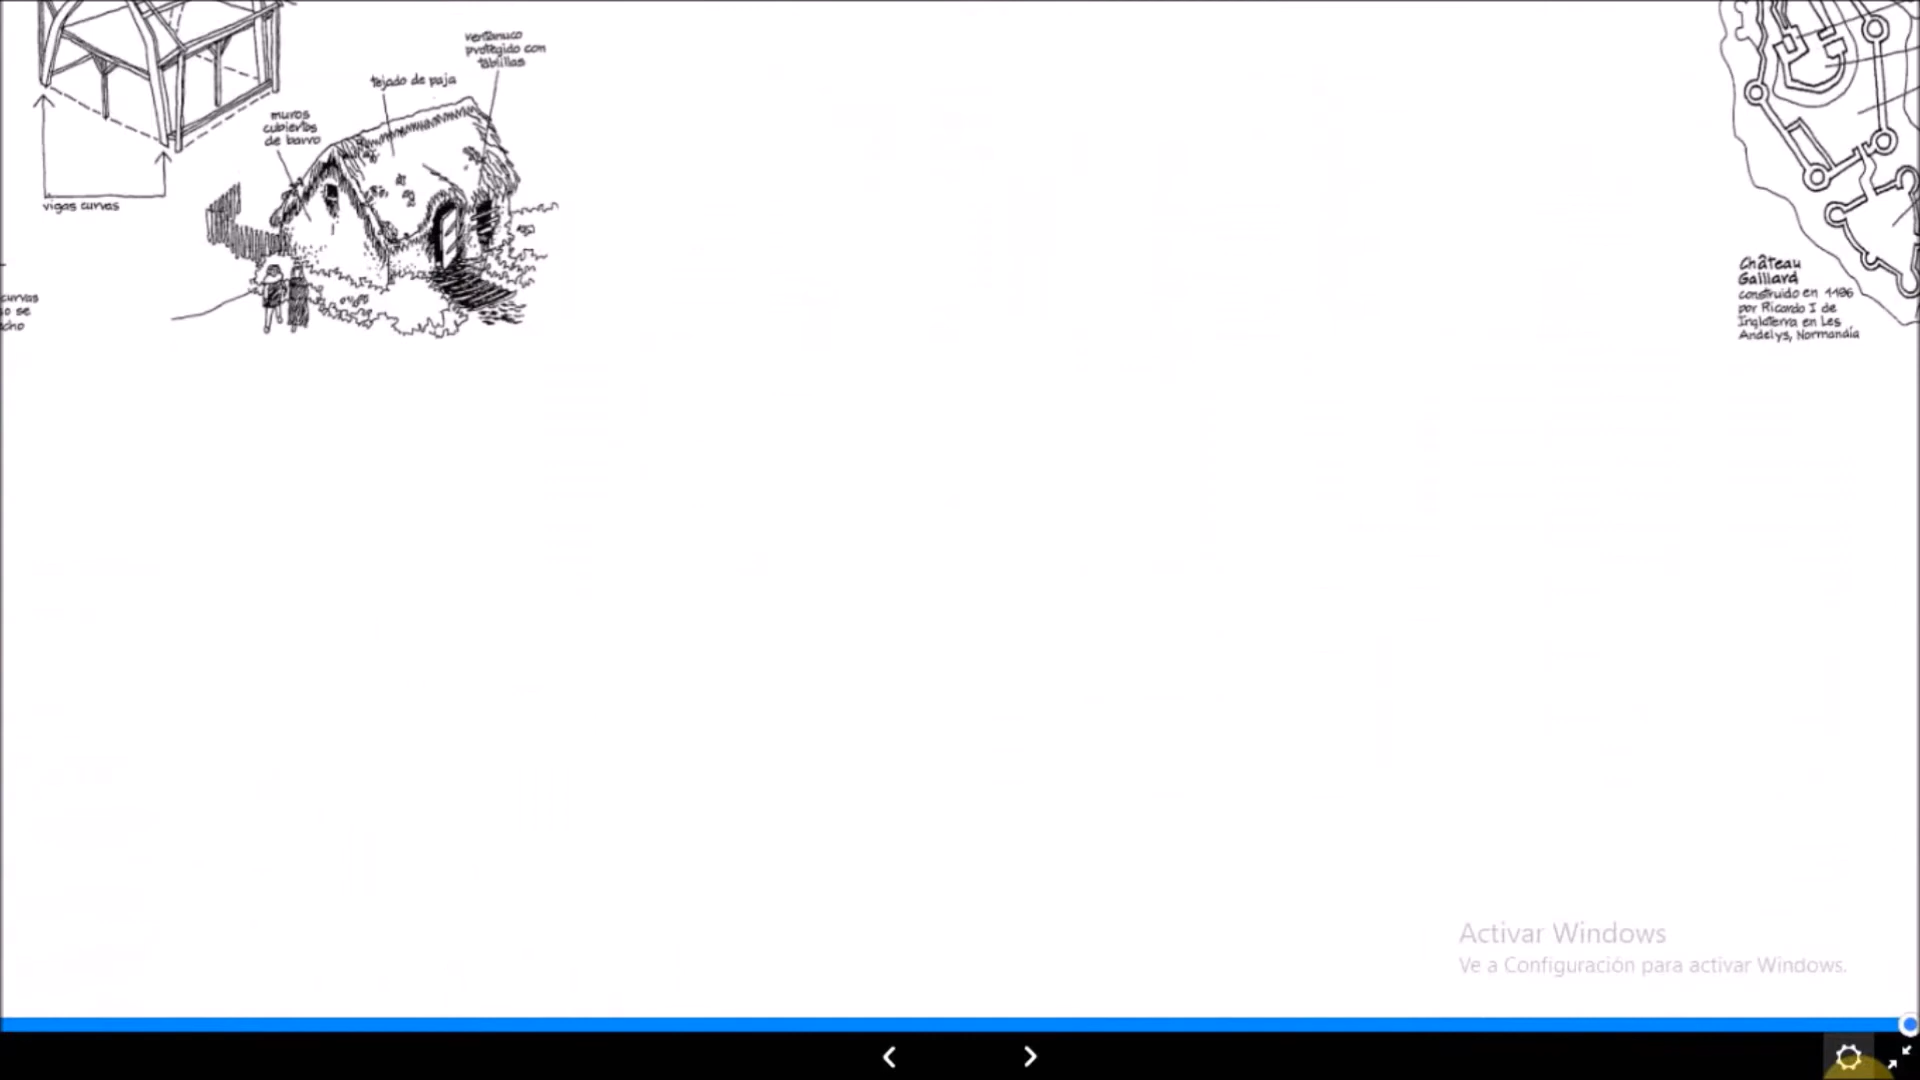 ventanuco
protegido con
tablillas
tejado de paja
muros
cubiertos
de barro
vigas curvas
curvas
o se
cho
Château
Gaillard
construido en 1196
por Ricardo I de
Inglaterra en Les
Andelys, Normandía
Activar Windows
Ve a Configuración para activar Windows.